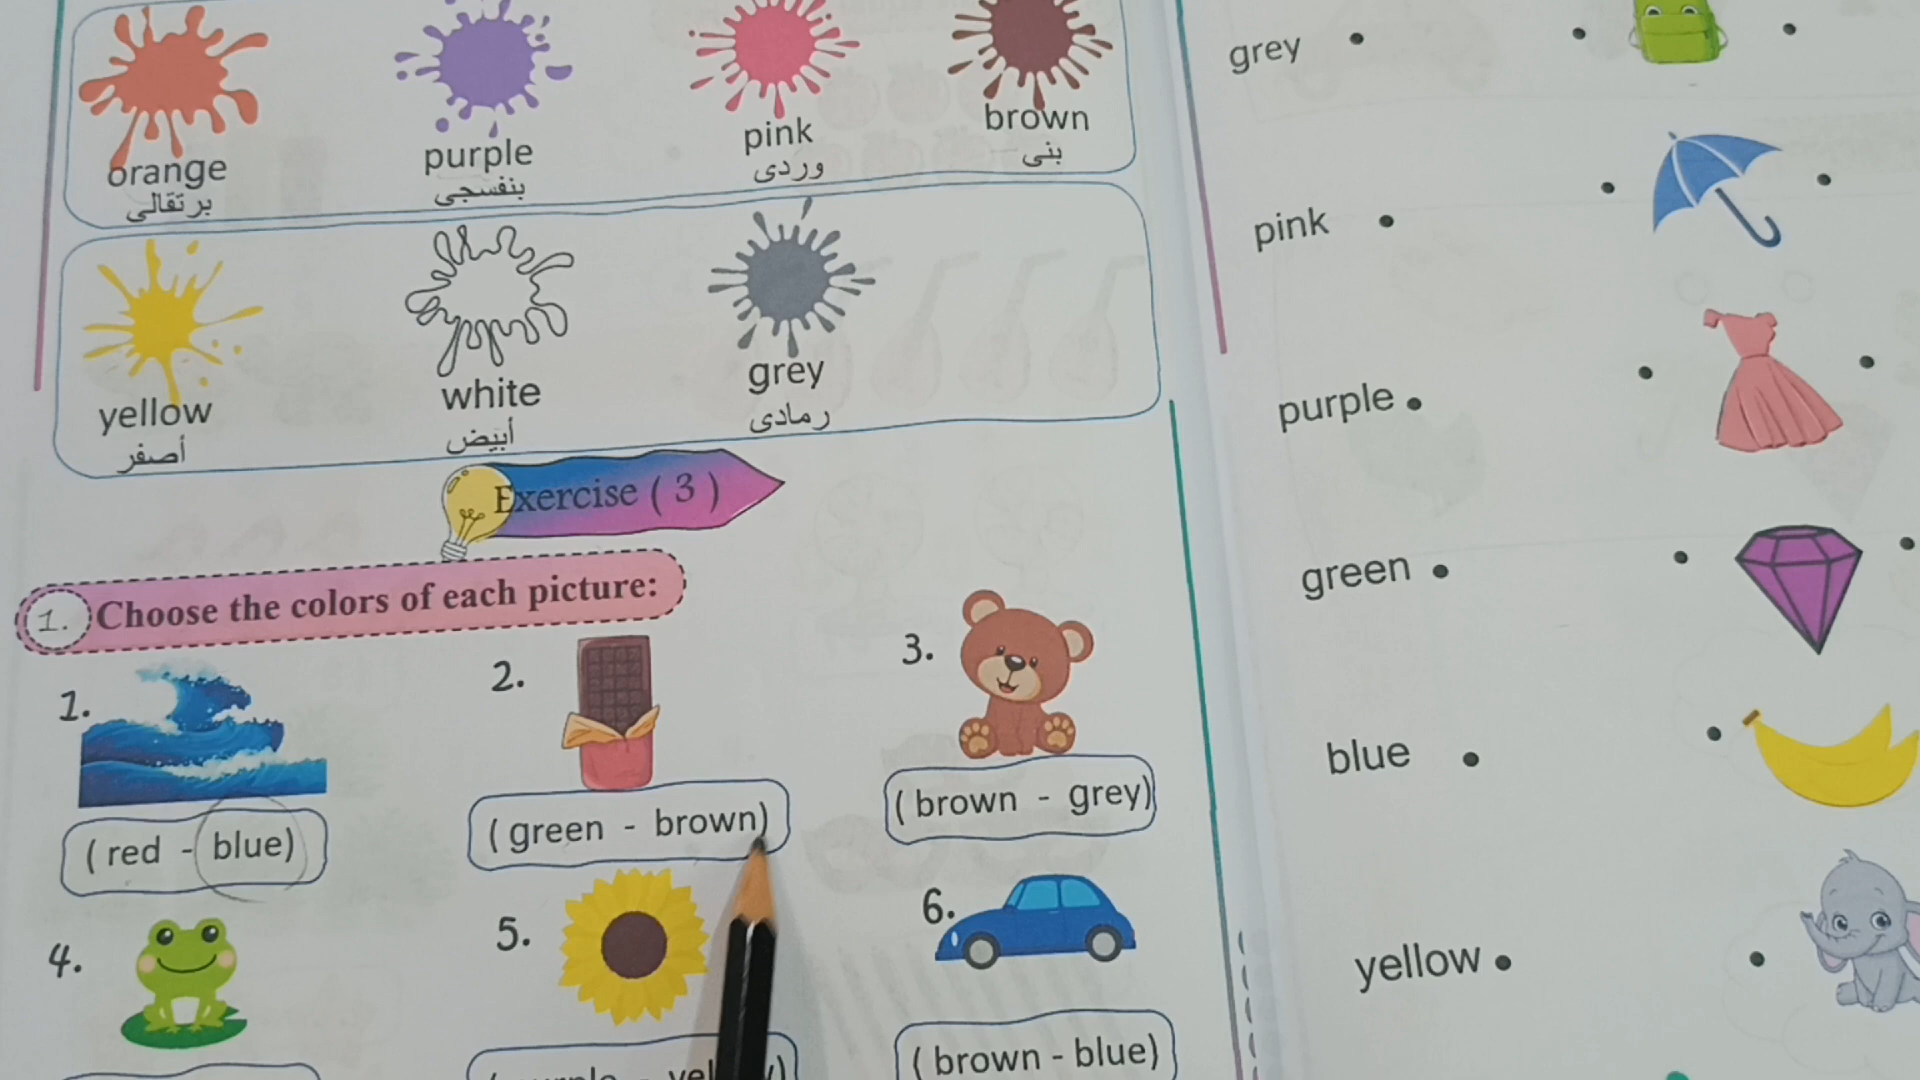 orange
برتقالى
purple
بنفسجى
pink
وردى
brown
بنى
yellow
أصفر
white
أبيض
grey
رمادى
Exercise ( 3 )
1. Choose the colors of each picture:
1.
2.
3.
( red - blue)
( green - brown)
( brown - grey)
4.
5.
6.
( brown - blue)
grey
pink
purple
green
blue
yellow